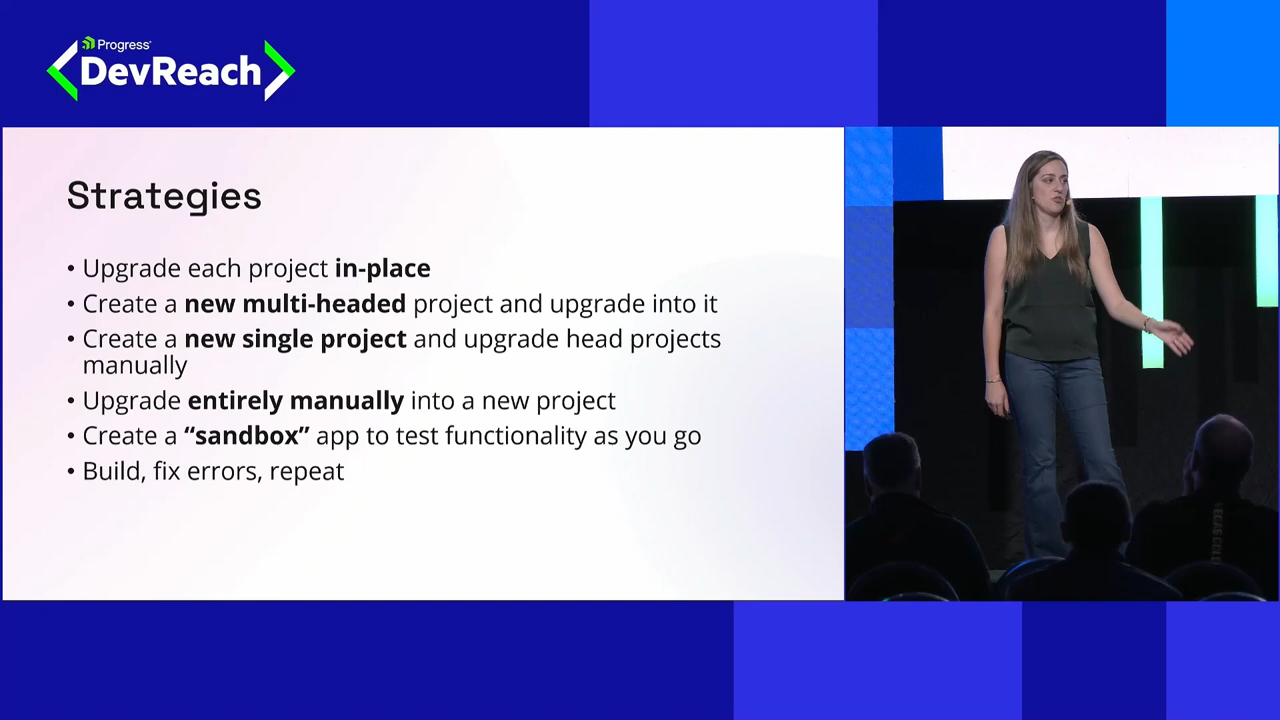 Progress®
DevReach
Strategies
• Upgrade each project in-place
• Create a new multi-headed project and upgrade into it
• Create a new single project and upgrade head projects
manually
• Upgrade entirely manually into a new project
• Create a “sandbox” app to test functionality as you go
• Build, fix errors, repeat